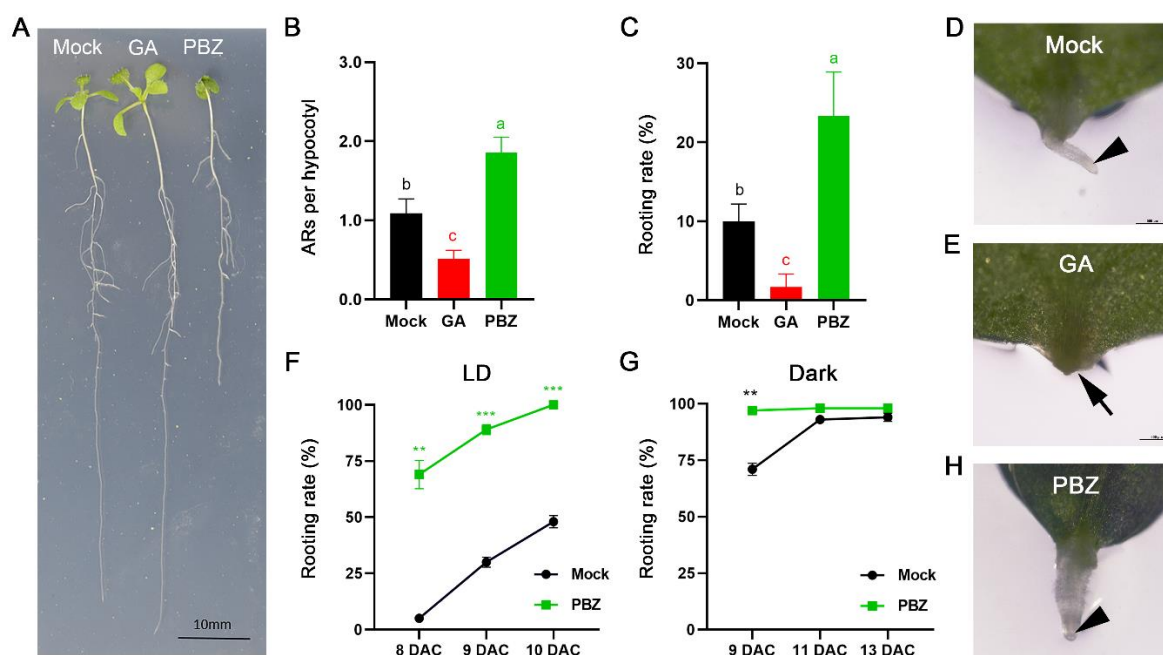 A
Mock GA PBZ
10mm
B
ARs per hypocotyl
3.0
2.0
1.0
0.0
b
c
a
Mock GA PBZ
C
Rooting rate (%)
30
20
10
0
b
c
a
Mock GA PBZ
D
Mock
E
GA
F
LD
Rooting rate (%)
100
75
50
25
0
**
***
***
Mock
PBZ
8 DAC 9 DAC 10 DAC
G
Dark
Rooting rate (%)
100
75
50
25
0
**
Mock
PBZ
9 DAC 11 DAC 13 DAC
H
PBZ